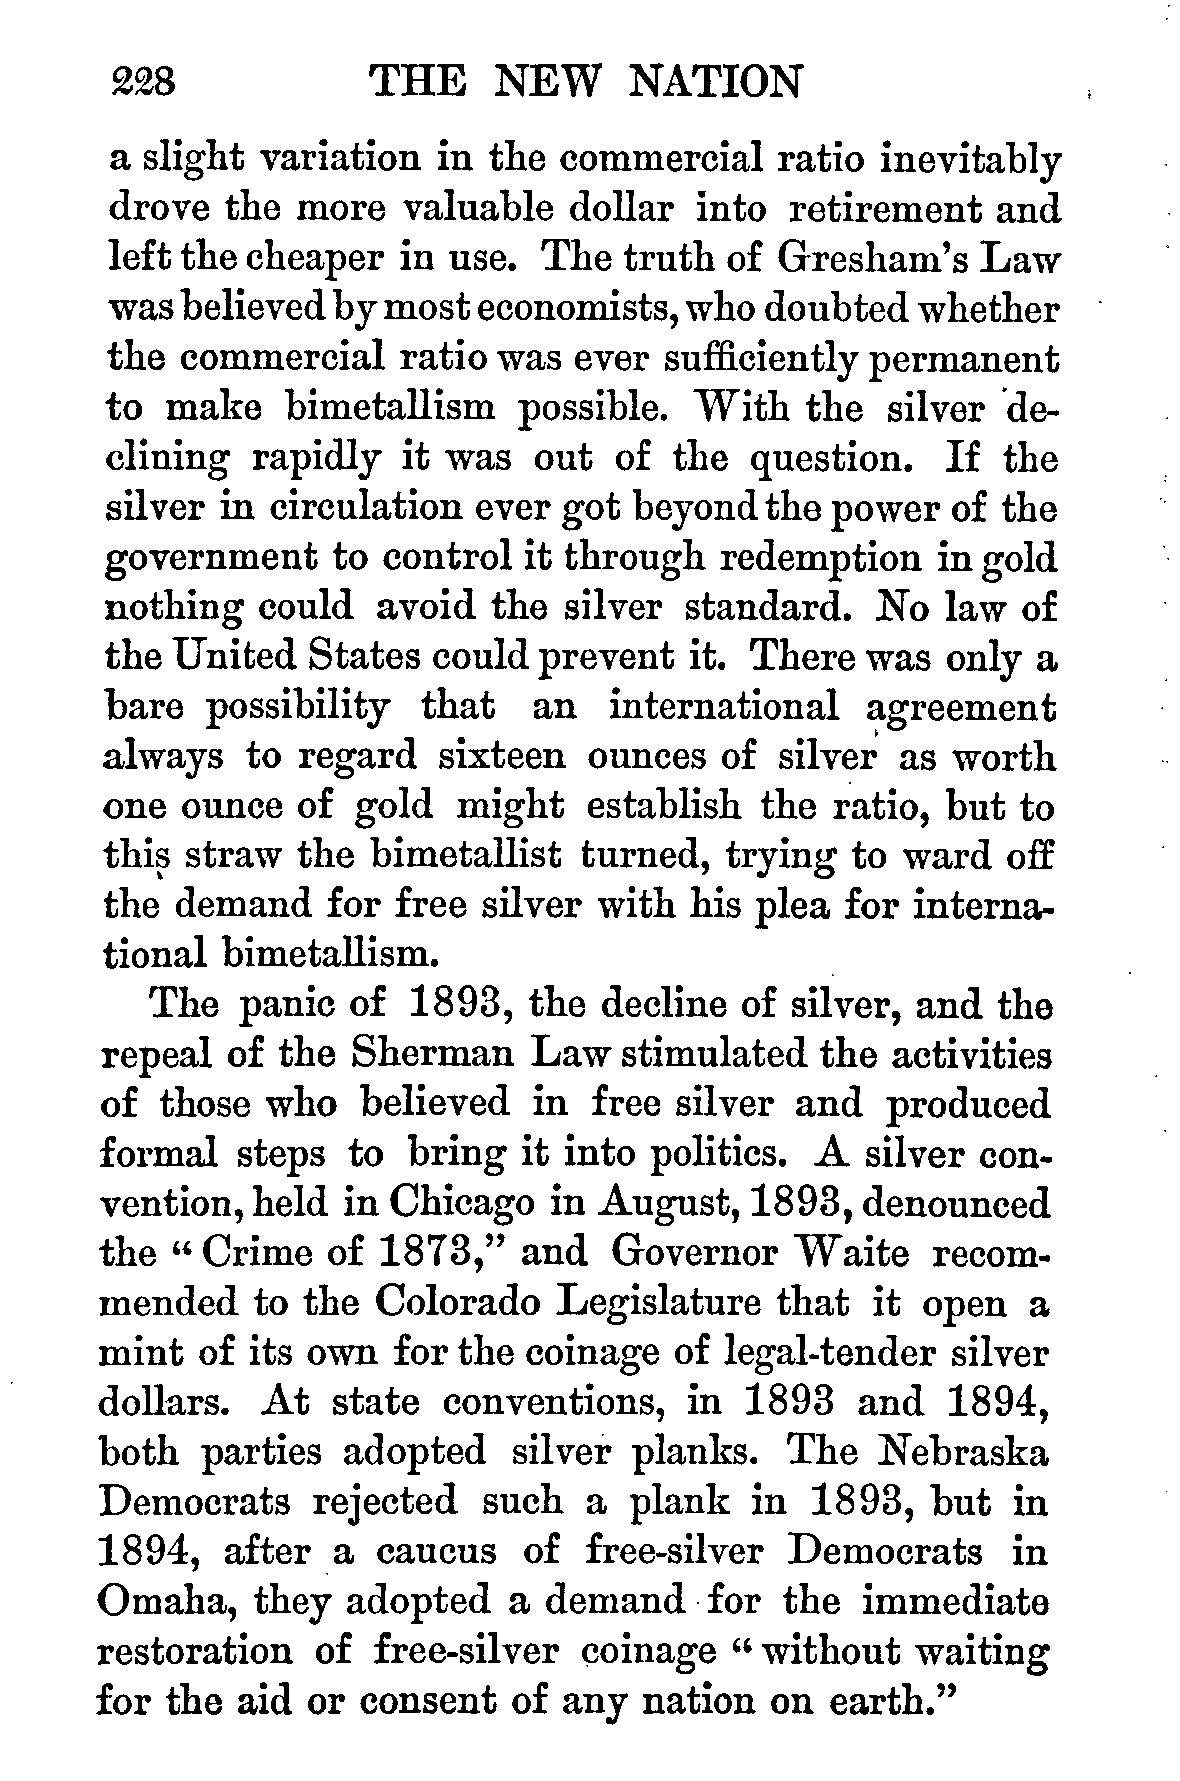 228 THE NEW NATION
a slight variation in the commercial ratio inevitably
drove the more valuable dollar into retirement and
left the cheaper in use. The truth of Gresham's Law
was believed by most economists, who doubted whether
the commercial ratio was ever sufficiently permanent
to make bimetallism possible. With the silver de-
clining rapidly it was out of the question. If the
silver in circulation ever got beyond the power of the
government to control it through redemption in gold
nothing could avoid the silver standard. No law of
the United States could prevent it. There was only a
bare possibility that an international agreement
always to regard sixteen ounces of silver as worth
one ounce of gold might establish the ratio, but to
this straw the bimetallist turned, trying to ward off
the demand for free silver with his plea for interna-
tional bimetallism.
The panic of 1893, the decline of silver, and the
repeal of the Sherman Law stimulated the activities
of those who believed in free silver and produced
formal steps to bring it into politics. A silver con-
vention, held in Chicago in August, 1893, denounced
the "Crime of 1873," and Governor Waite recom-
mended to the Colorado Legislature that it open a
mint of its own for the coinage of legal-tender silver
dollars. At state conventions, in 1893 and 1894,
both parties adopted silver planks. The Nebraska
Democrats rejected such a plank in 1893, but in
1894, after a caucus of free-silver Democrats in
Omaha, they adopted a demand for the immediate
restoration of free-silver coinage "without waiting
for the aid or consent of any nation on earth."